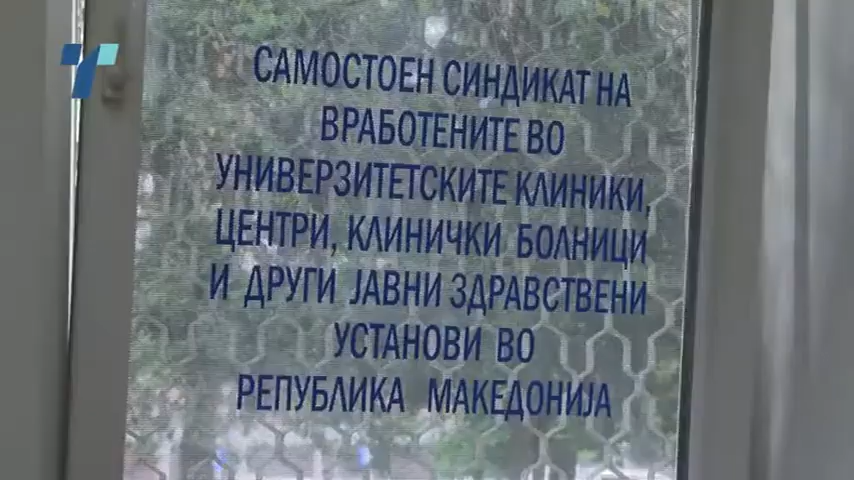 САМОСТОЕН СИНДИКАТ НА
ВРАБОТЕНИТЕ ВО
УНИВЕРЗИТЕТСКИТЕ КЛИНИКИ,
ЦЕНТРИ, КЛИНИЧКИ БОЛНИЦИ
И ДРУГИ ЈАВНИ ЗДРАВСТВЕНИ
УСТАНОВИ ВО
РЕПУБЛИКА МАКЕДОНИЈА